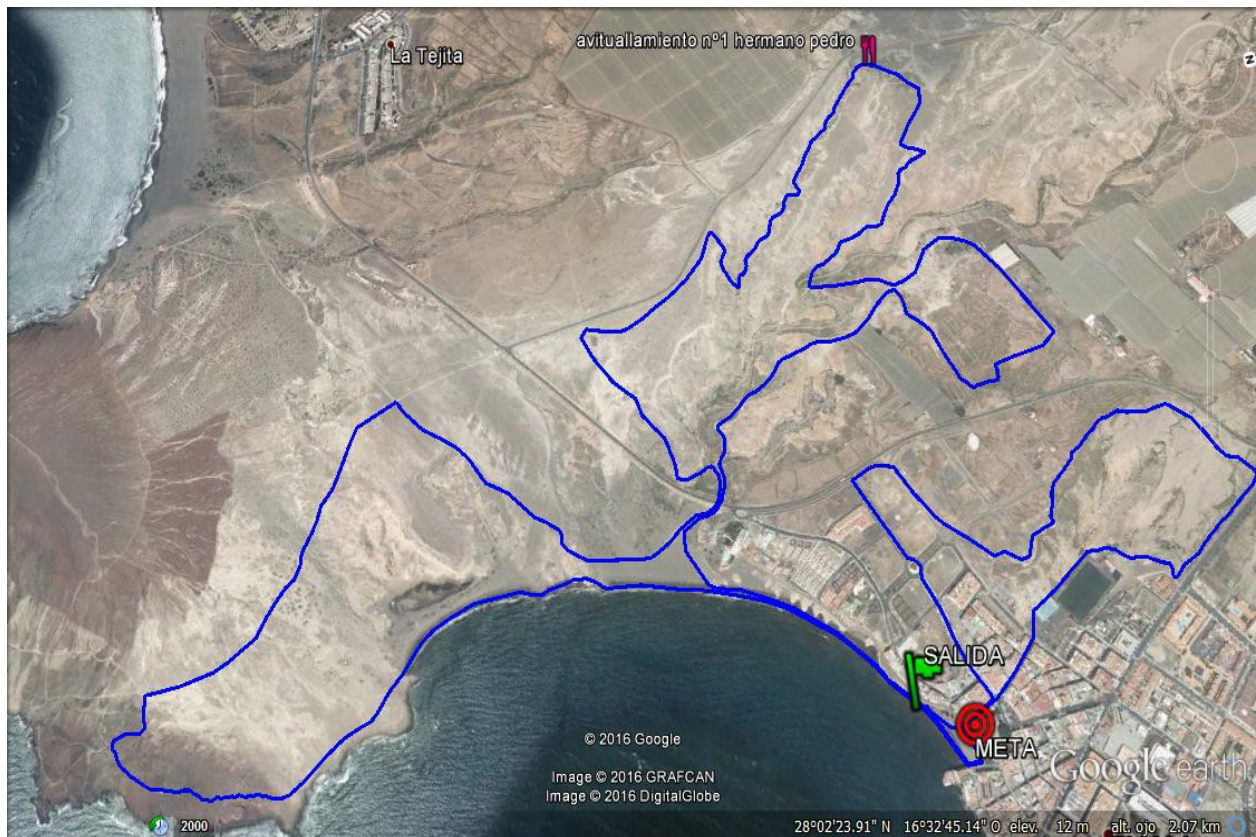 avituallamiento nº1 hermano pedro
La Tejita
SALIDA
META
© 2016 Google
Image © 2016 GRAFCAN
Image © 2016 DigitalGlobe
Google earth
2000
28°02'23.91" N 16°32'45.14" O elev. 12 m alt. ojo 2.07 km